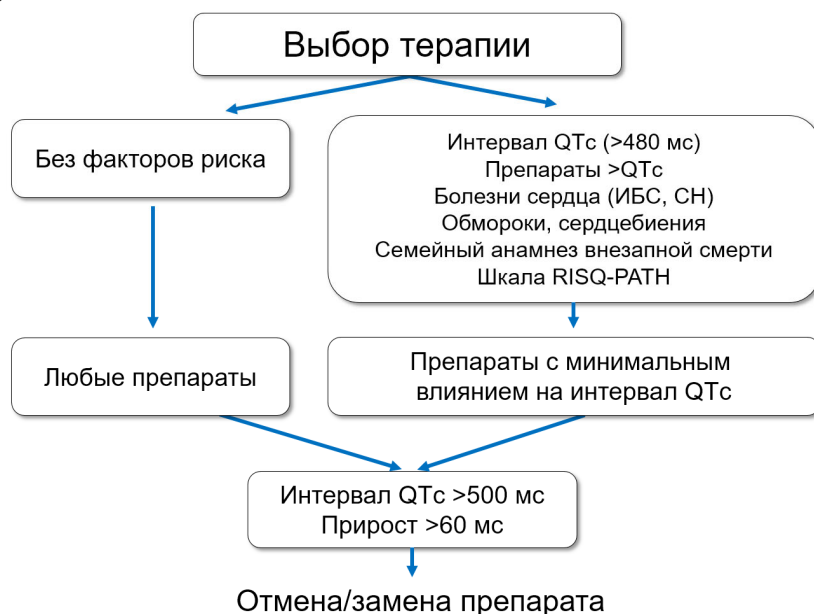 Выбор терапии
Без факторов риска
Интервал QTc (>480 мс)
Препараты >QTc
Болезни сердца (ИБС, СН)
Обмороки, сердцебиения
Семейный анамнез внезапной смерти
Шкала RISQ-PATH
Любые препараты
Препараты с минимальным
влиянием на интервал QTc
Интервал QTc >500 мс
Прирост >60 мс
Отмена/замена препарата